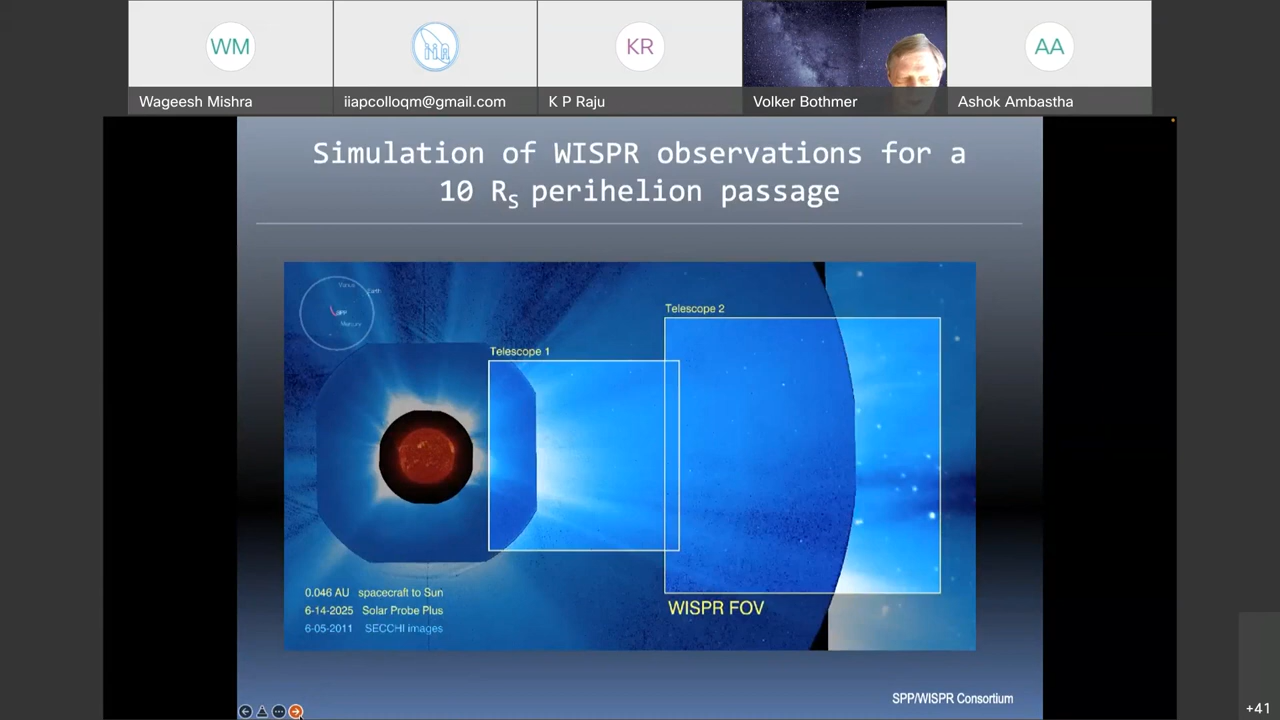 WM
iiA
KR
AA
Wageesh Mishra
iiapcolloqm@gmail.com
K P Raju
Volker Bothmer
Ashok Ambastha
Simulation of WISPR observations for a
10 RS perihelion passage
Venus
Earth
SPP
Mercury
Telescope 1
Telescope 2
0.046 AU spacecraft to Sun
6-14-2025 Solar Probe Plus
6-05-2011 SECCHI images
WISPR FOV
SPP/WISPR Consortium
+41